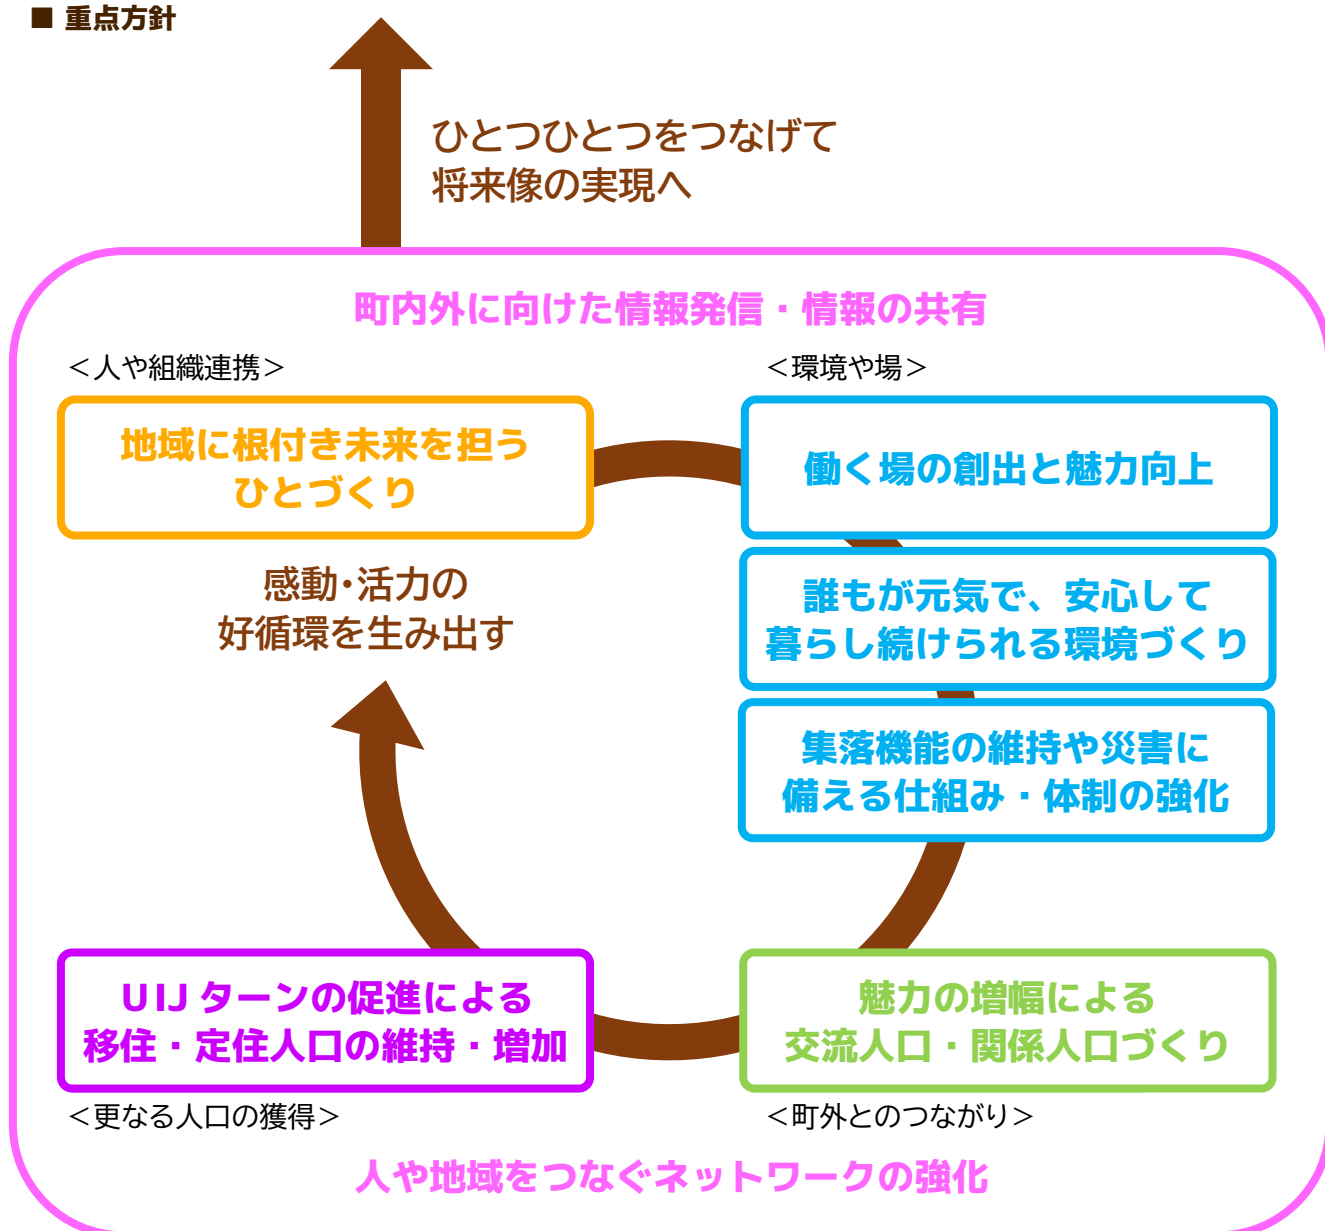 ■ 重点方針
ひとつひとつをつなげて
将来像の実現へ
町内外に向けた情報発信・情報の共有
＜人や組織連携＞
地域に根付き未来を担う
ひとづくり
＜環境や場＞
働く場の創出と魅力向上
誰もが元気で、安心して
暮らし続けられる環境づくり
集落機能の維持や災害に
備える仕組み・体制の強化
感動・活力の
好循環を生み出す
UIJ ターンの促進による
移住・定住人口の維持・増加
＜更なる人口の獲得＞
魅力の増幅による
交流人口・関係人口づくり
＜町外とのつながり＞
人や地域をつなぐネットワークの強化